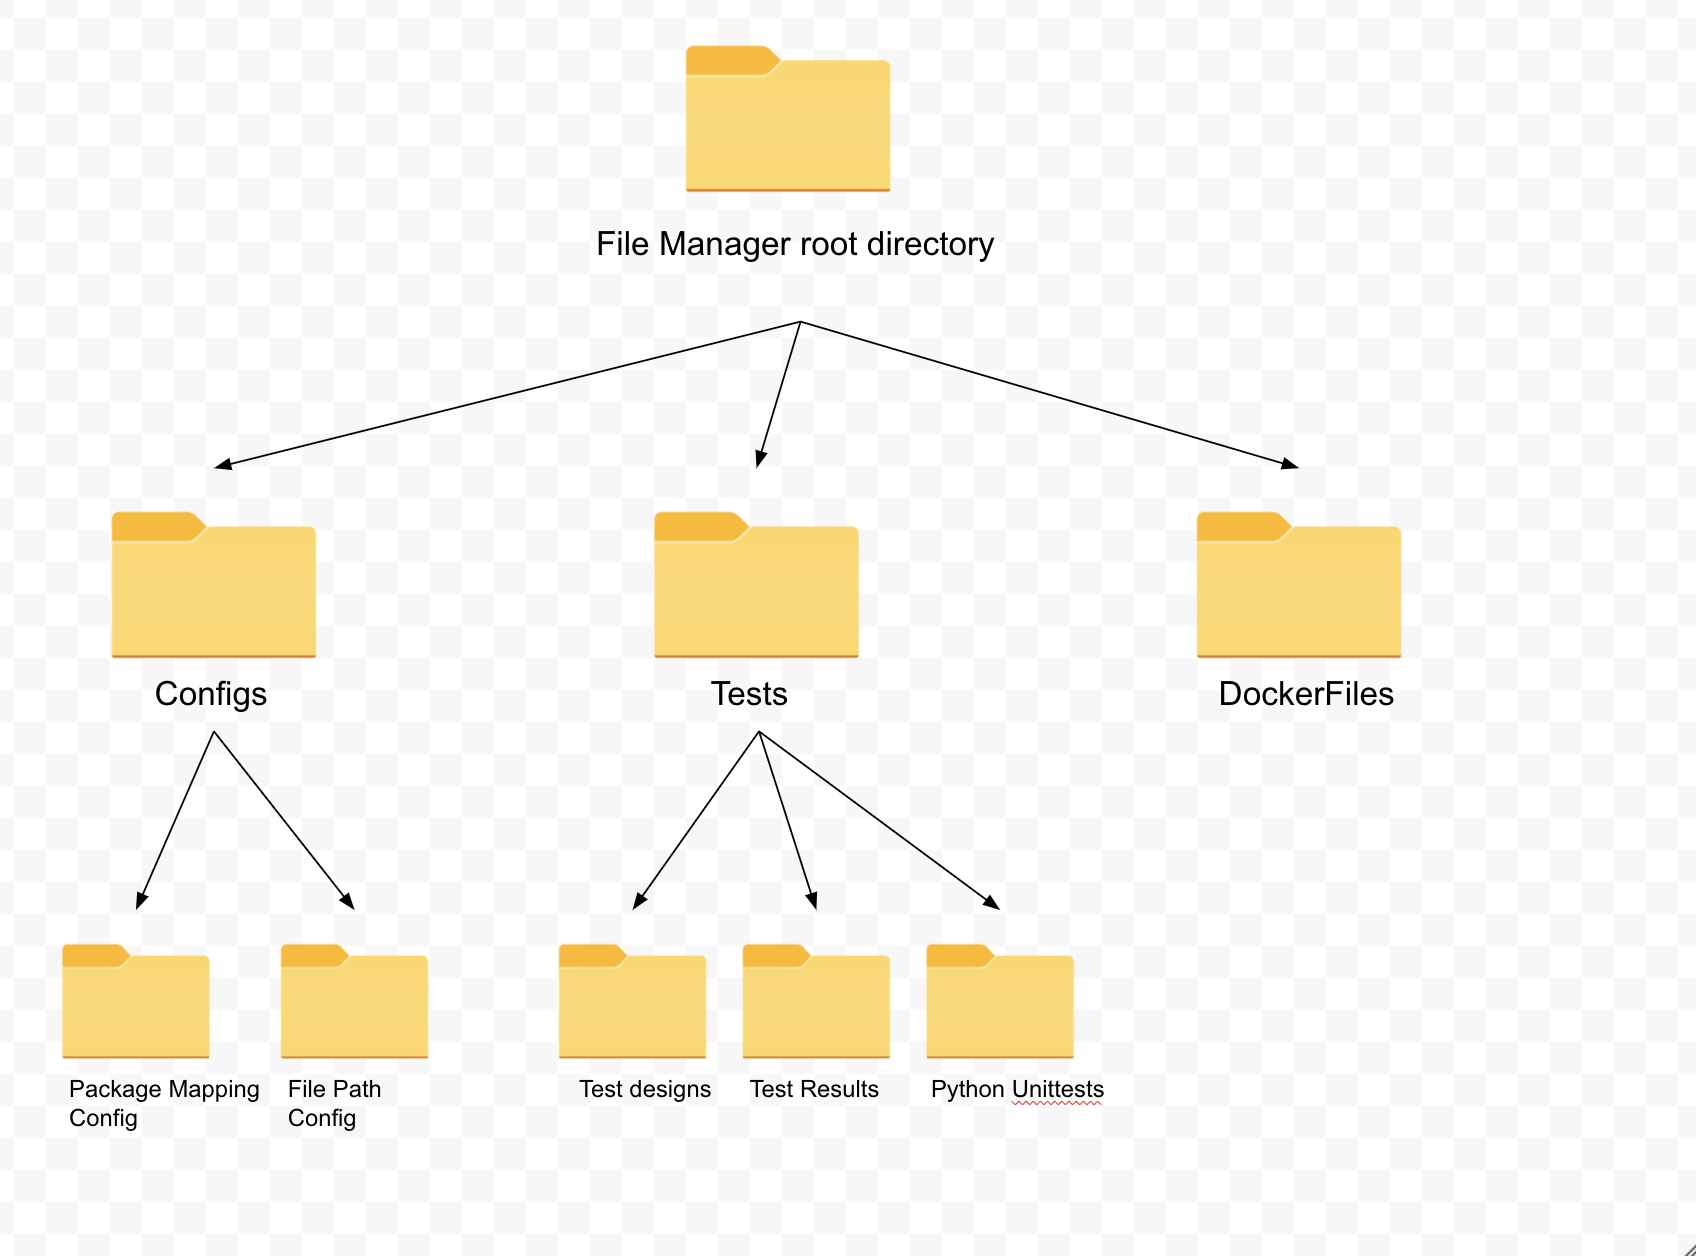 File Manager root directory
Configs
Tests
DockerFiles
Package Mapping
Config
File Path
Config
Test designs
Test Results
Python Unittests